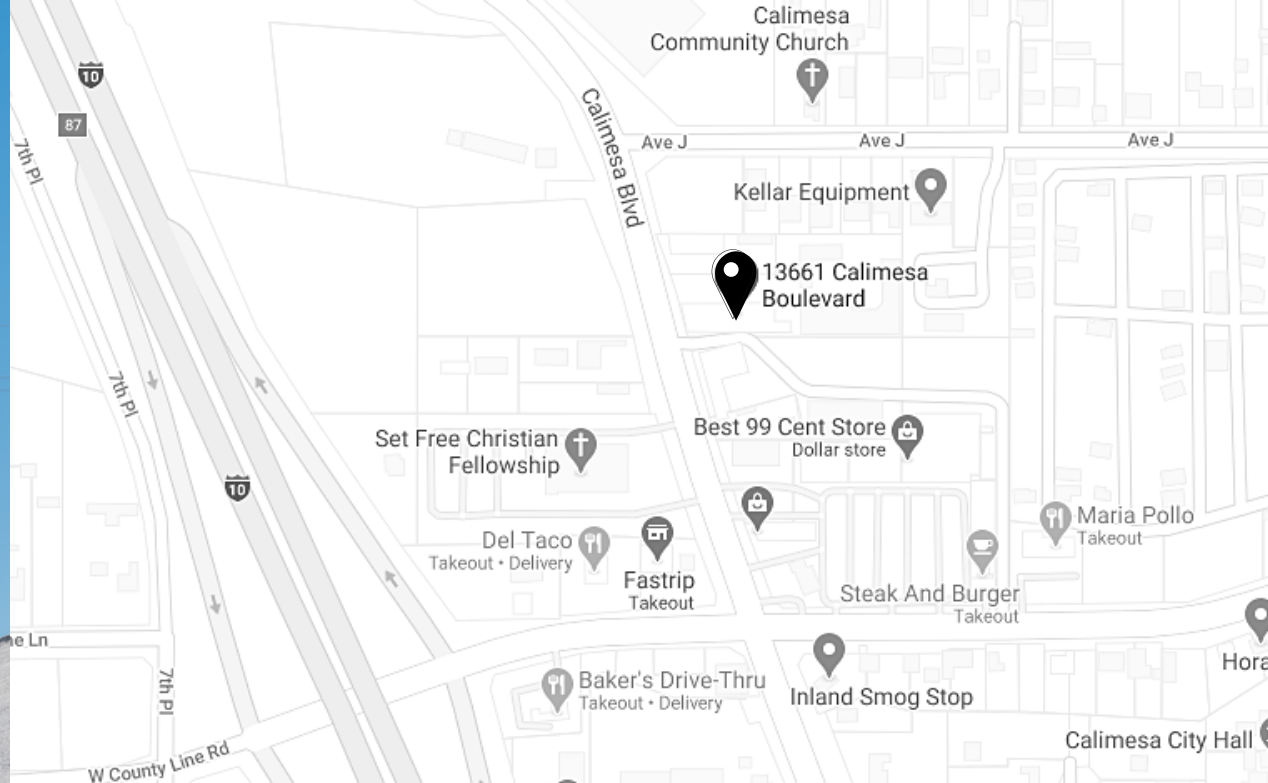 Calimesa
Community Church
10
87
Calimesa Blvd
Ave J
Ave J
Ave J
7th Pl
Kellar Equipment
13661 Calimesa
Boulevard
7th Pl
Best 99 Cent Store
Dollar store
Set Free Christian
Fellowship
10
Maria Pollo
Takeout
Del Taco
Takeout • Delivery
Fastrip
Takeout
Steak And Burger
Takeout
ne Ln
Hora
7th Pl
Baker's Drive-Thru
Takeout • Delivery
Inland Smog Stop
Calimesa City Hall
W County Line Rd